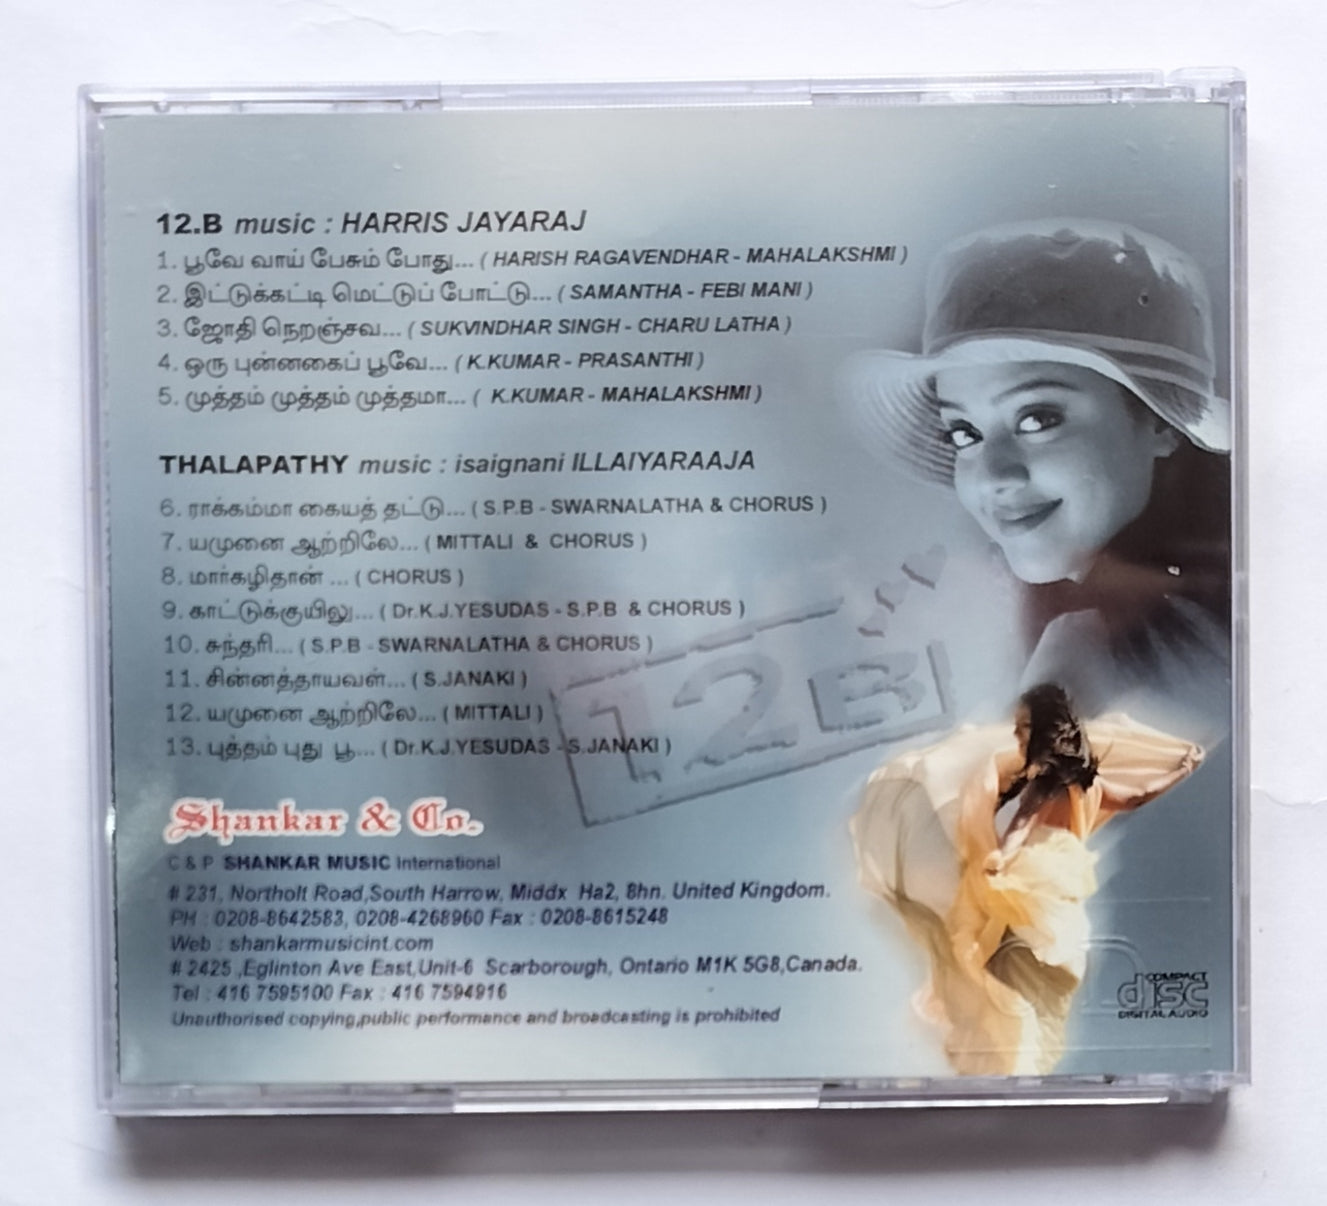 12.B music : HARRIS JAYARAJ
1. பூவே வாய் பேசும் போது... ( HARISH RAGAVENDHAR - MAHALAKSHMI )
2. இட்டுக்கட்டி மெட்டுப் போட்டு... ( SAMANTHA - FEBI MANI )
3. ஜோதி நெறஞ்சவ... ( SUKVINDHAR SINGH - CHARU LATHA )
4. ஒரு புன்னகைப் பூவே... ( K.KUMAR - PRASANTHI )
5. முத்தம் முத்தம் முத்தமா... ( K.KUMAR - MAHALAKSHMI )
THALAPATHY music : isaignani ILLAIYARAAJA
6. ராக்கம்மா கையத் தட்டு... ( S.P.B - SWARNALATHA & CHORUS )
7. யமுனை ஆற்றிலே... ( MITTALI & CHORUS )
8. மார்கழிதான் ... ( CHORUS )
9. காட்டுக்குயிலு... ( Dr.K.J.YESUDAS - S.P.B & CHORUS )
10. சுந்தரி... ( S.P.B - SWARNALATHA & CHORUS )
11. சின்னத்தாயவள்... ( S.JANAKI )
12. யமுனை ஆற்றிலே... ( MITTALI )
13. புத்தம் புது பூ... ( Dr.K.J.YESUDAS - S.JANAKI )
12B
Shankar & Co.
C & P SHANKAR MUSIC International
# 231, Northolt Road,South Harrow, Middx Ha2, 8hn. United Kingdom.
PH : 0208-8642583, 0208-4268960 Fax : 0208-8615248
Web : shankarmusicint.com
# 2425 ,Eglinton Ave East,Unit-6 Scarborough, Ontario M1K 5G8,Canada.
Tel : 416 7595100 Fax : 416 7594916
Unauthorised copying,public performance and broadcasting is prohibited
COMPACT
disc
DIGITAL AUDIO